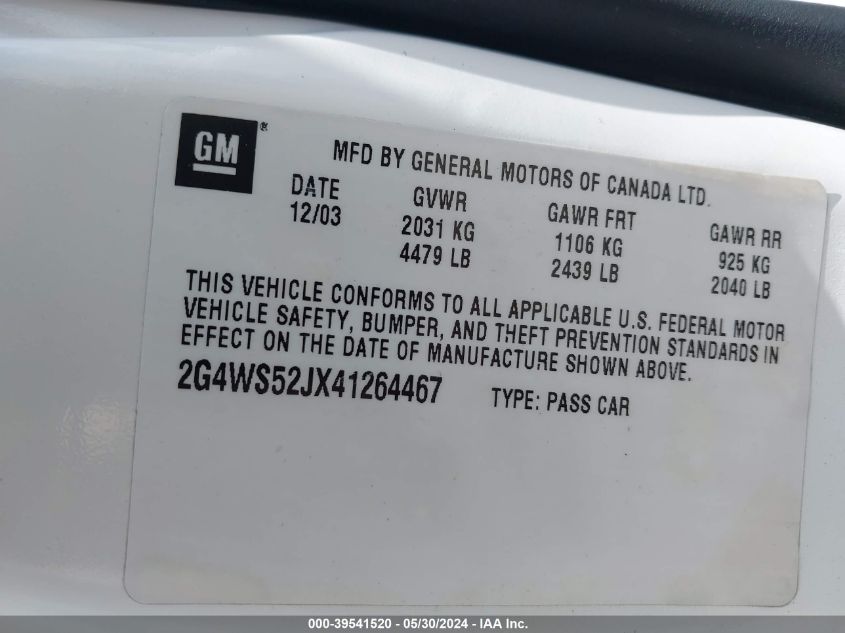 GM ®
MFD BY GENERAL MOTORS OF CANADA LTD.
DATE GVWR GAWR FRT GAWR RR
12/03 2031 KG 1106 KG 925 KG
4479 LB 2439 LB 2040 LB
THIS VEHICLE CONFORMS TO ALL APPLICABLE U.S. FEDERAL MOTOR
VEHICLE SAFETY, BUMPER, AND THEFT PREVENTION STANDARDS IN
EFFECT ON THE DATE OF MANUFACTURE SHOWN ABOVE.
2G4WS52JX41264467 TYPE: PASS CAR
000-39541520 / 05/30/2024 - IAA Inc.